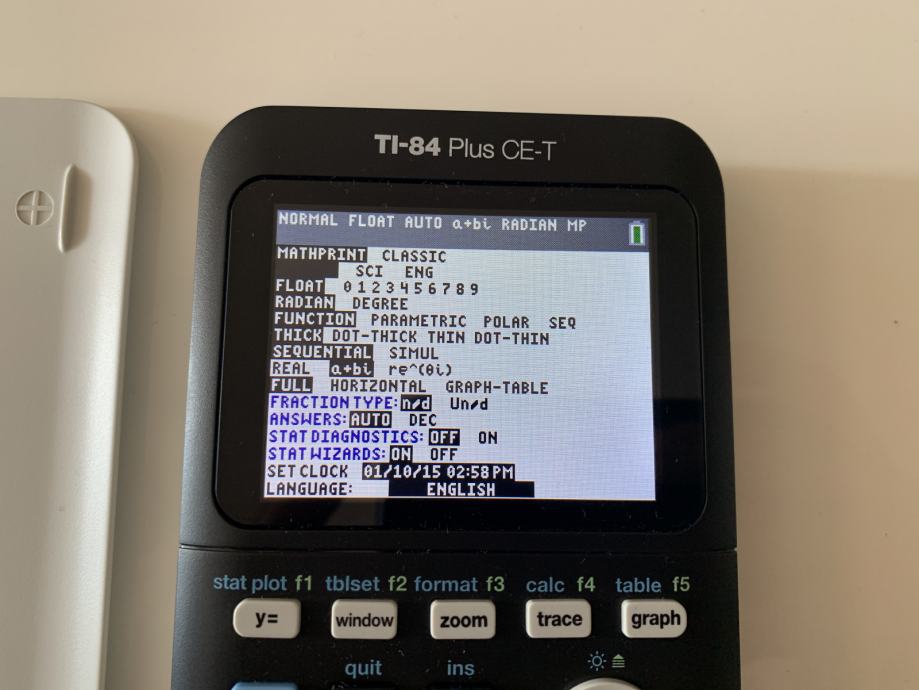 TI-84 Plus CE-T
NORMAL FLOAT AUTO a+bi RADIAN MP
MATHPRINT CLASSIC
SCI ENG
FLOAT 0 1 2 3 4 5 6 7 8 9
RADIAN DEGREE
FUNCTION PARAMETRIC POLAR SEQ
THICK DOT-THICK THIN DOT-THIN
SEQUENTIAL SIMUL
REAL a+bi re^(θi)
FULL HORIZONTAL GRAPH-TABLE
FRACTION TYPE: n/d Un/d
ANSWERS: AUTO DEC
STAT DIAGNOSTICS: OFF ON
STAT WIZARDS: ON OFF
SET CLOCK 01/10/15 02:58 PM
LANGUAGE: ENGLISH
stat plot f1 tblset f2 format f3 calc f4 table f5
y= window zoom trace graph
quit ins